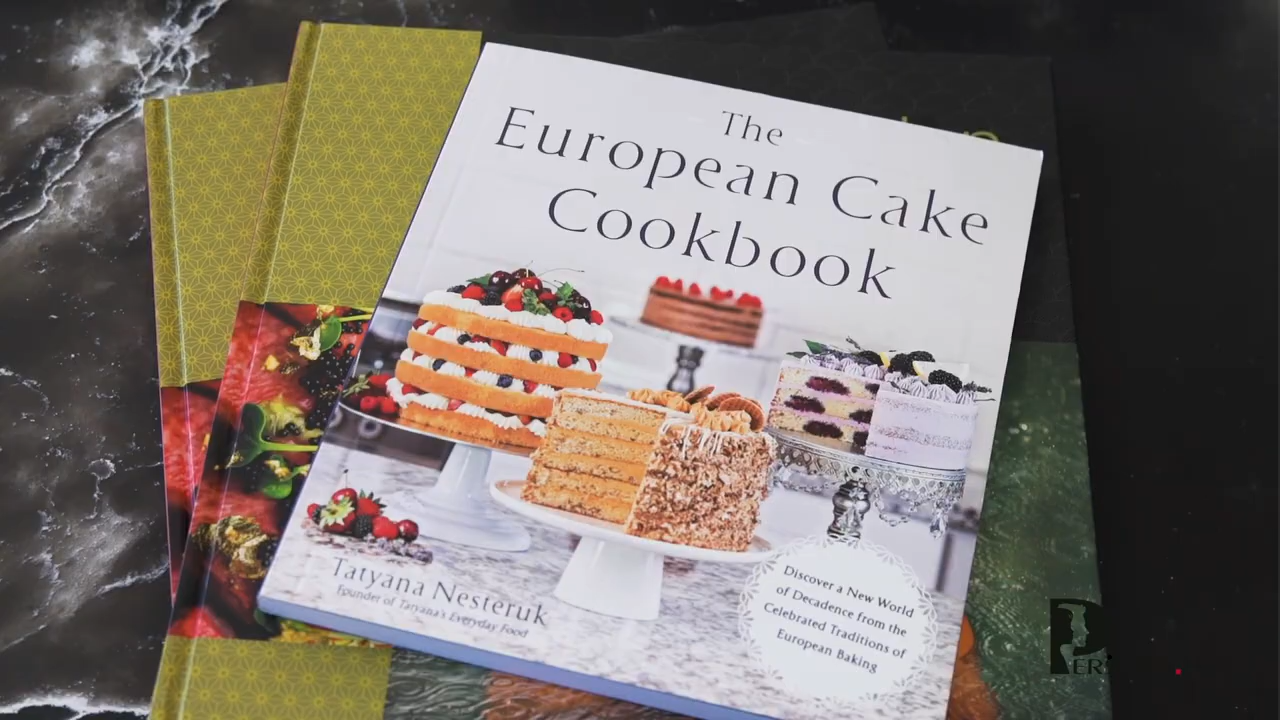 The
European Cake
Cookbook
Tatyana Nesteruk
Founder of Tatyana's Everyday Food
Discover a New World
of Decadence from the
Celebrated Traditions of
European Baking